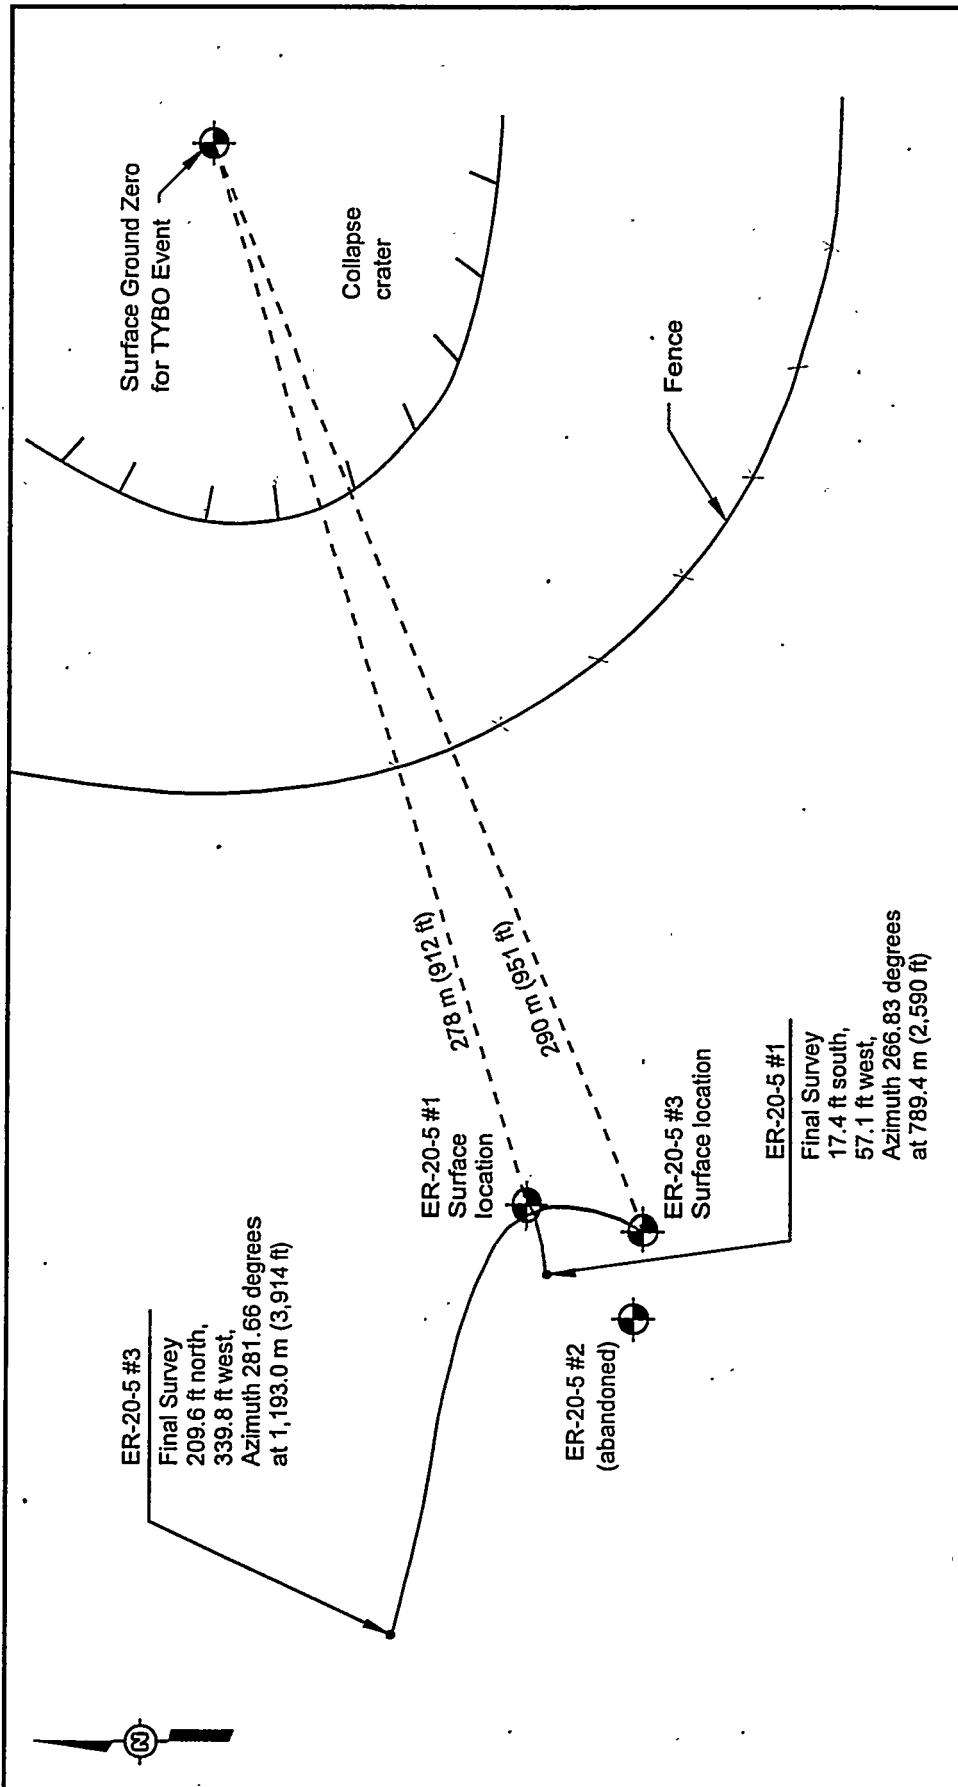 Surface Ground Zero
for TYBO Event
Collapse
crater
Fence
278 m (912 ft)
290 m (951 ft)
ER-20-5 #1
Surface
location
ER-20-5 #3
Surface location
ER-20-5 #1
Final Survey
17.4 ft south,
57.1 ft west,
Azimuth 266.83 degrees
at 789.4 m (2,590 ft)
ER-20-5 #3
Final Survey
209.6 ft north,
339.8 ft west,
Azimuth 281.66 degrees
at 1,193.0 m (3,914 ft)
ER-20-5 #2
(abandoned)
N